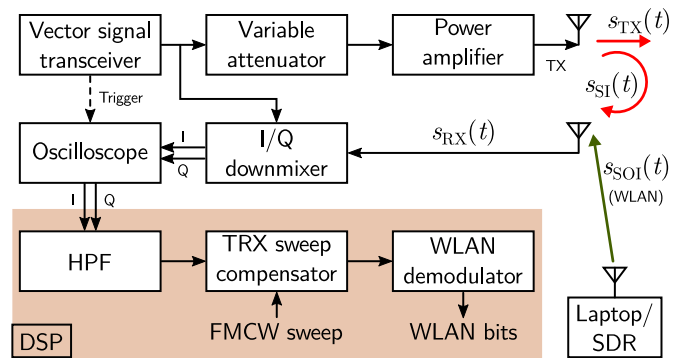 Vector signal
transceiver
Variable
attenuator
Power
amplifier
TX
s_TX(t)
s_SI(t)
Trigger
Oscilloscope
I
Q
I/Q
downmixer
s_RX(t)
s_SOI(t)
(WLAN)
I
Q
HPF
TRX sweep
compensator
WLAN
demodulator
FMCW sweep
WLAN bits
DSP
Laptop/
SDR